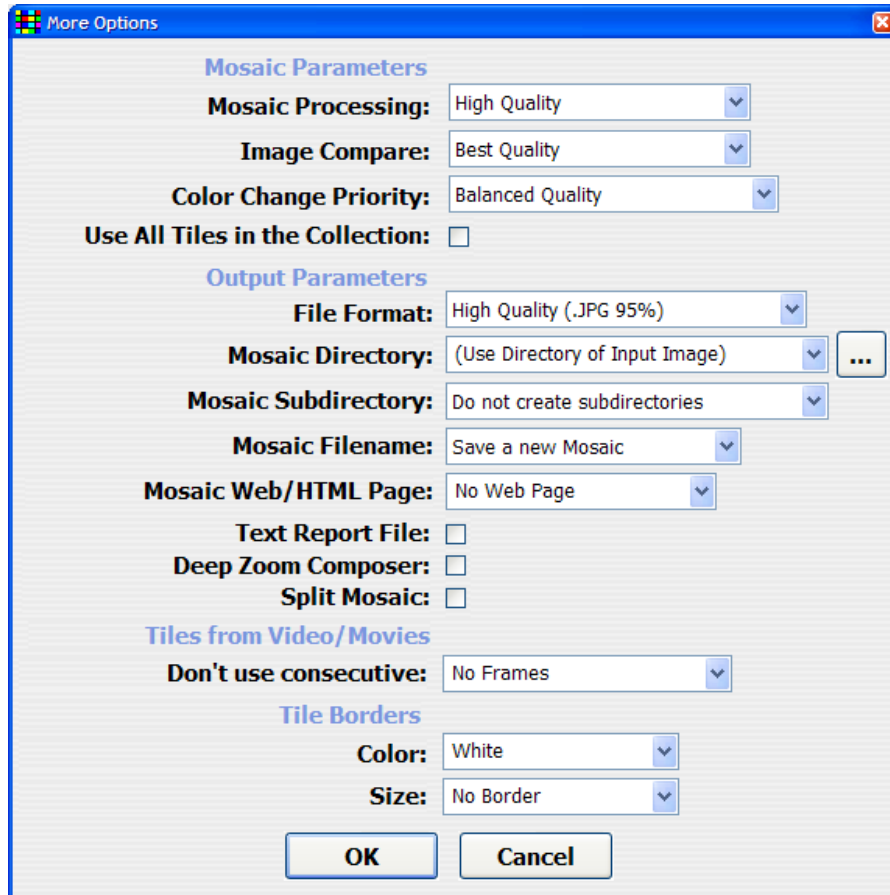 More Options
Mosaic Parameters
Mosaic Processing: High Quality
Image Compare: Best Quality
Color Change Priority: Balanced Quality
Use All Tiles in the Collection:
Output Parameters
File Format: High Quality (.JPG 95%)
Mosaic Directory: (Use Directory of Input Image) ...
Mosaic Subdirectory: Do not create subdirectories
Mosaic Filename: Save a new Mosaic
Mosaic Web/HTML Page: No Web Page
Text Report File:
Deep Zoom Composer:
Split Mosaic:
Tiles from Video/Movies
Don't use consecutive: No Frames
Tile Borders
Color: White
Size: No Border
OK Cancel